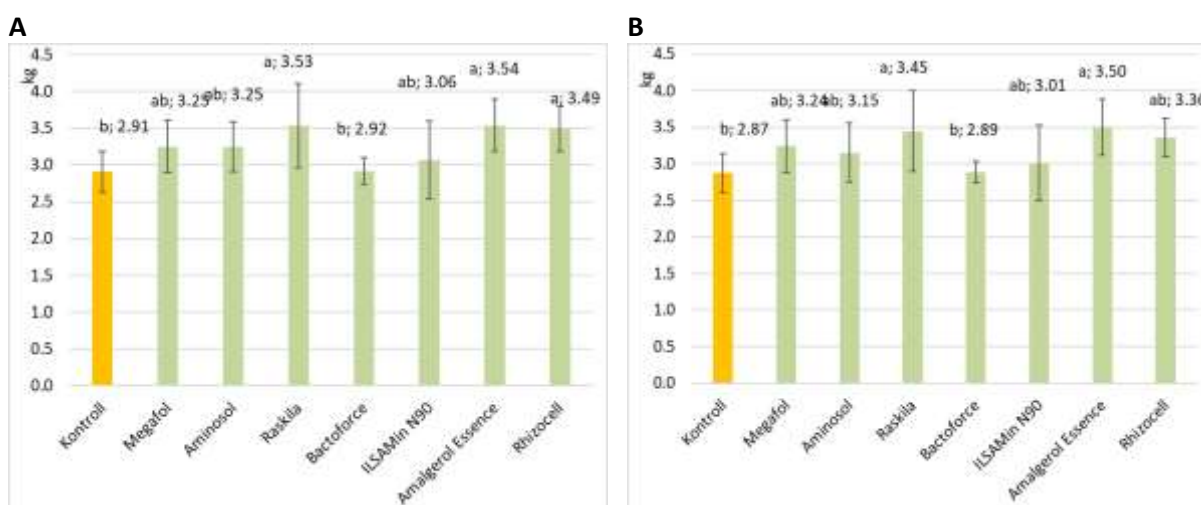 A
kg
4.5
4.0
3.5
3.0
2.5
2.0
1.5
1.0
0.5
0.0
b; 2.91
ab; 3.25
ab; 3.25
a; 3.53
b; 2.92
ab; 3.06
a; 3.54
a; 3.49
Kontroll
Megafol
Aminosol
Raskila
Bactoforce
ILSAMin N90
Amalgerol Essence
Rhizocell
B
kg
4.5
4.0
3.5
3.0
2.5
2.0
1.5
1.0
0.5
0.0
b; 2.87
ab; 3.24
ab; 3.15
a; 3.45
b; 2.89
ab; 3.01
a; 3.50
ab; 3.36
Kontroll
Megafol
Aminosol
Raskila
Bactoforce
ILSAMin N90
Amalgerol Essence
Rhizocell